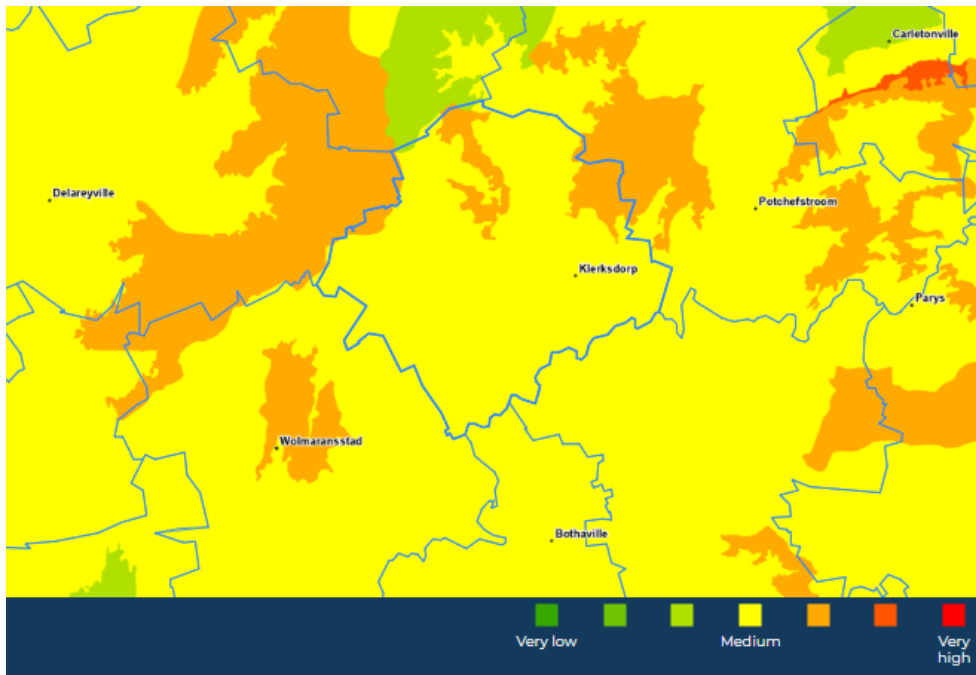 Carletonville
Delareyville
Potchefstroom
Klerksdorp
Parys
Wolmaransstad
Bothaville
Very low
Medium
Very
high